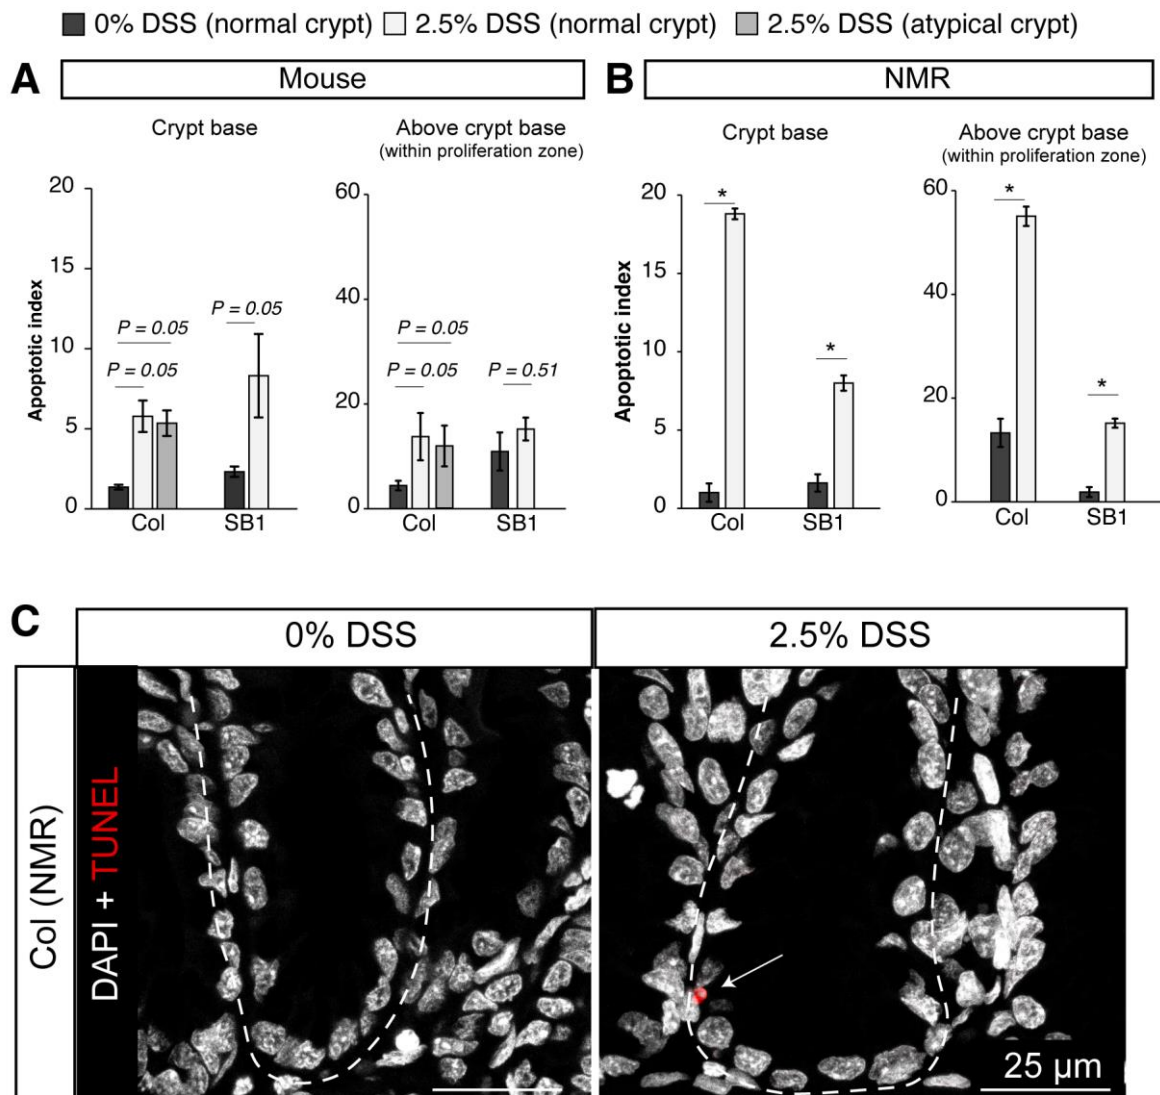 0% DSS (normal crypt) 2.5% DSS (normal crypt) 2.5% DSS (atypical crypt)
A Mouse
Crypt base
Above crypt base
(within proliferation zone)
Apoptotic index
20
15
10
5
0
P = 0.05
P = 0.05
P = 0.05
Col SB1
60
40
20
0
P = 0.05
P = 0.05
P = 0.51
Col SB1
B NMR
Crypt base
Above crypt base
(within proliferation zone)
Apoptotic index
20
15
10
5
0
*
*
Col SB1
60
40
20
0
*
*
Col SB1
C 0% DSS 2.5% DSS
Col (NMR)
DAPI + TUNEL
25 µm